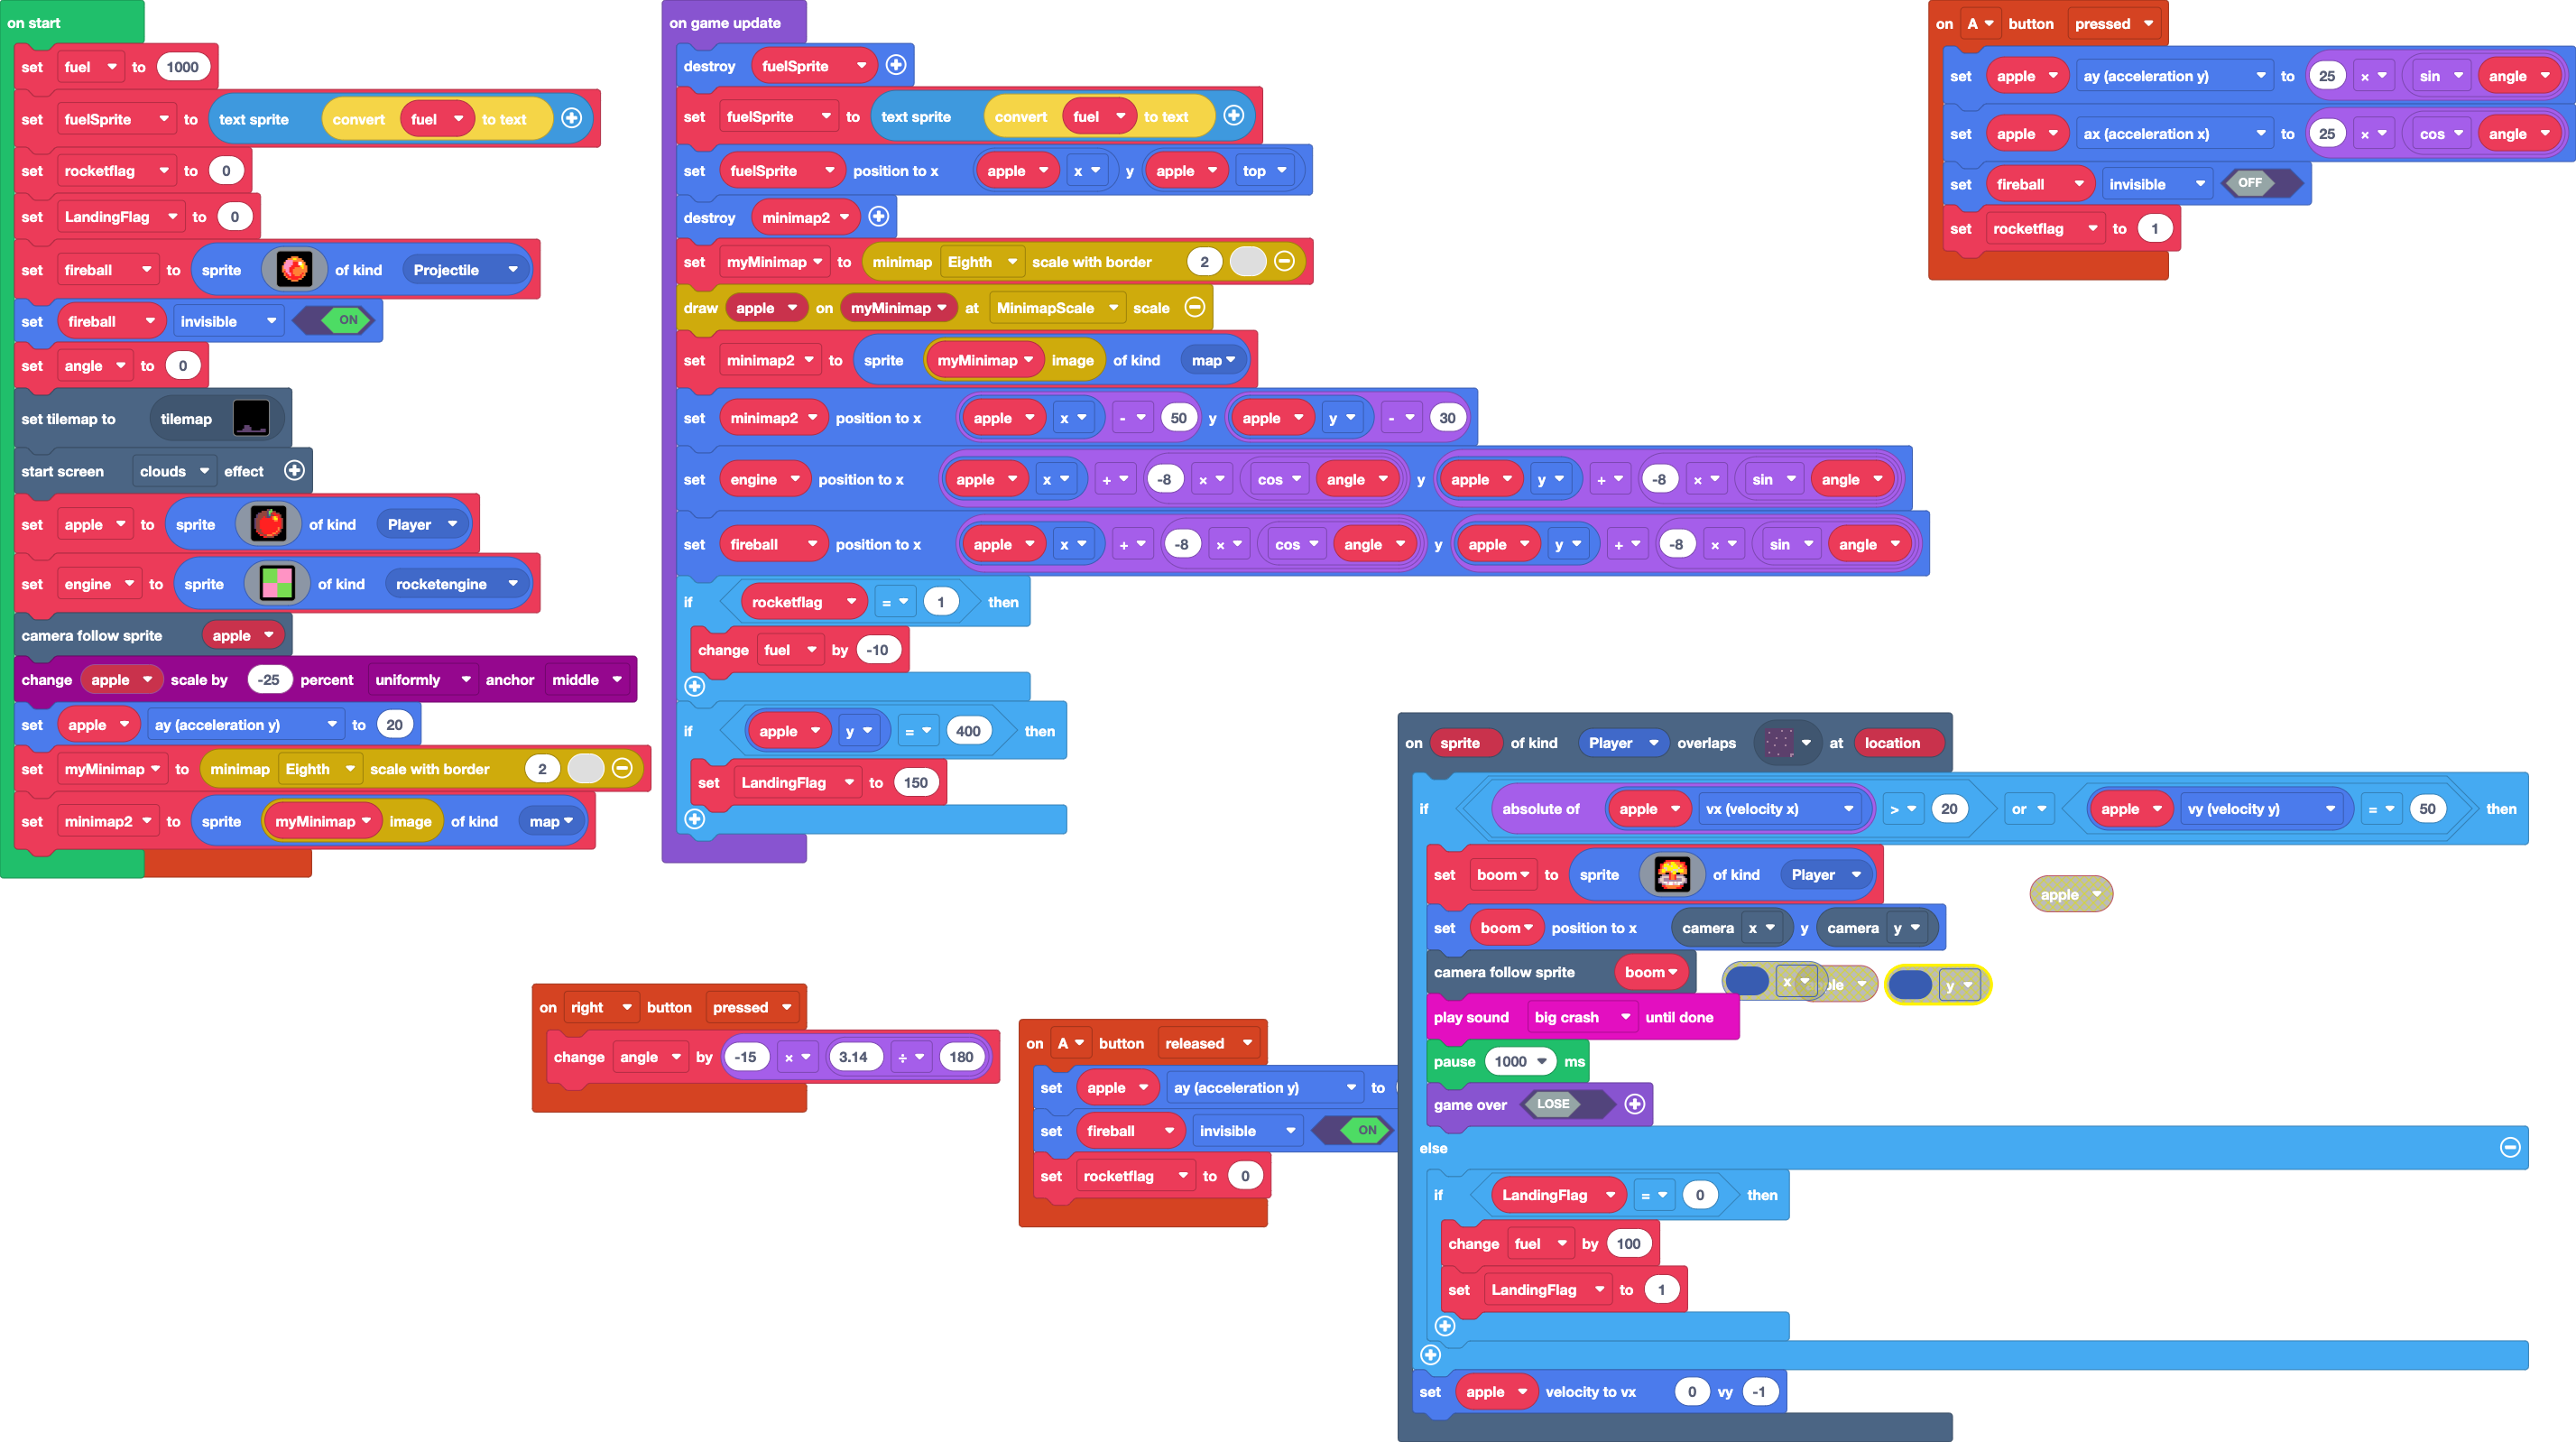 on start
set fuel to 1000
set fuelSprite to text sprite convert fuel to text
set rocketflag to 0
set LandingFlag to 0
set fireball to sprite of kind Projectile
set fireball invisible ON
set angle to 0
set tilemap to tilemap
start screen clouds effect
set apple to sprite of kind Player
set engine to sprite of kind rocketengine
camera follow sprite apple
change apple scale by -25 percent uniformly anchor middle
set apple ay (acceleration y) to 20
set myMinimap to minimap Eighth scale with border 2
set minimap2 to sprite myMinimap image of kind map
on game update
destroy fuelSprite
set fuelSprite to text sprite convert fuel to text
set fuelSprite position to x apple x y apple top
destroy minimap2
set myMinimap to minimap Eighth scale with border 2
draw apple on myMinimap at MinimapScale scale
set minimap2 to sprite myMinimap image of kind map
set minimap2 position to x apple x - 50 y apple y - 30
set engine position to x apple x + -8 × cos angle y apple y + -8 × sin angle
set fireball position to x apple x + -8 × cos angle y apple y + -8 × sin angle
if rocketflag = 1 then
change fuel by -10
if apple y = 400 then
set LandingFlag to 150
on A button pressed
set apple ay (acceleration y) to 25 × sin angle
set apple ax (acceleration x) to 25 × cos angle
set fireball invisible OFF
set rocketflag to 1
on right button pressed
change angle by -15 × 3.14 ÷ 180
on A button released
set apple ay (acceleration y) to
set fireball invisible ON
set rocketflag to 0
on sprite of kind Player overlaps at location
if absolute of apple vx (velocity x) > 20 or apple vy (velocity y) = 50 then
set boom to sprite of kind Player
apple
set boom position to x camera x y camera y
camera follow sprite boom
x
y
play sound big crash until done
pause 1000 ms
game over LOSE
else
if LandingFlag = 0 then
change fuel by 100
set LandingFlag to 1
set apple velocity to vx 0 vy -1